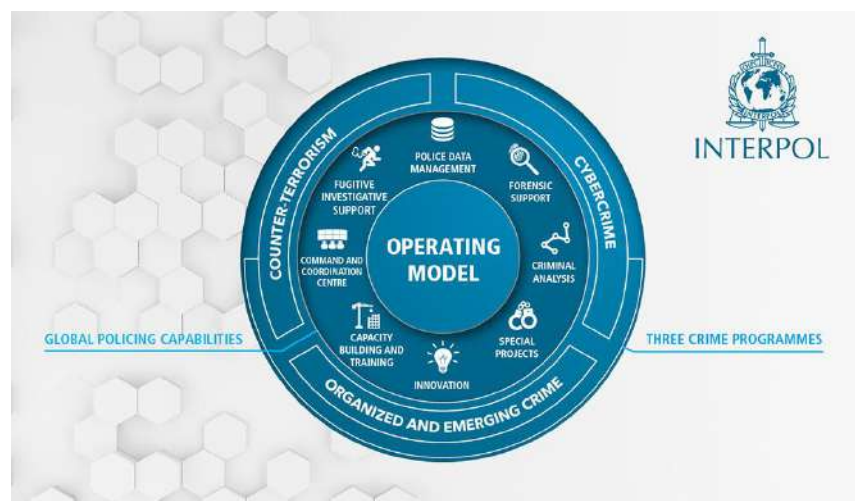 INTERPOL
INTERPOL
COUNTER-TERRORISM
CYBERCRIME
ORGANIZED AND EMERGING CRIME
POLICE DATA
MANAGEMENT
FORENSIC
SUPPORT
CRIMINAL
ANALYSIS
SPECIAL
PROJECTS
INNOVATION
CAPACITY
BUILDING AND
TRAINING
COMMAND AND
COORDINATION
CENTRE
FUGITIVE
INVESTIGATIVE
SUPPORT
OPERATING
MODEL
GLOBAL POLICING CAPABILITIES
THREE CRIME PROGRAMMES